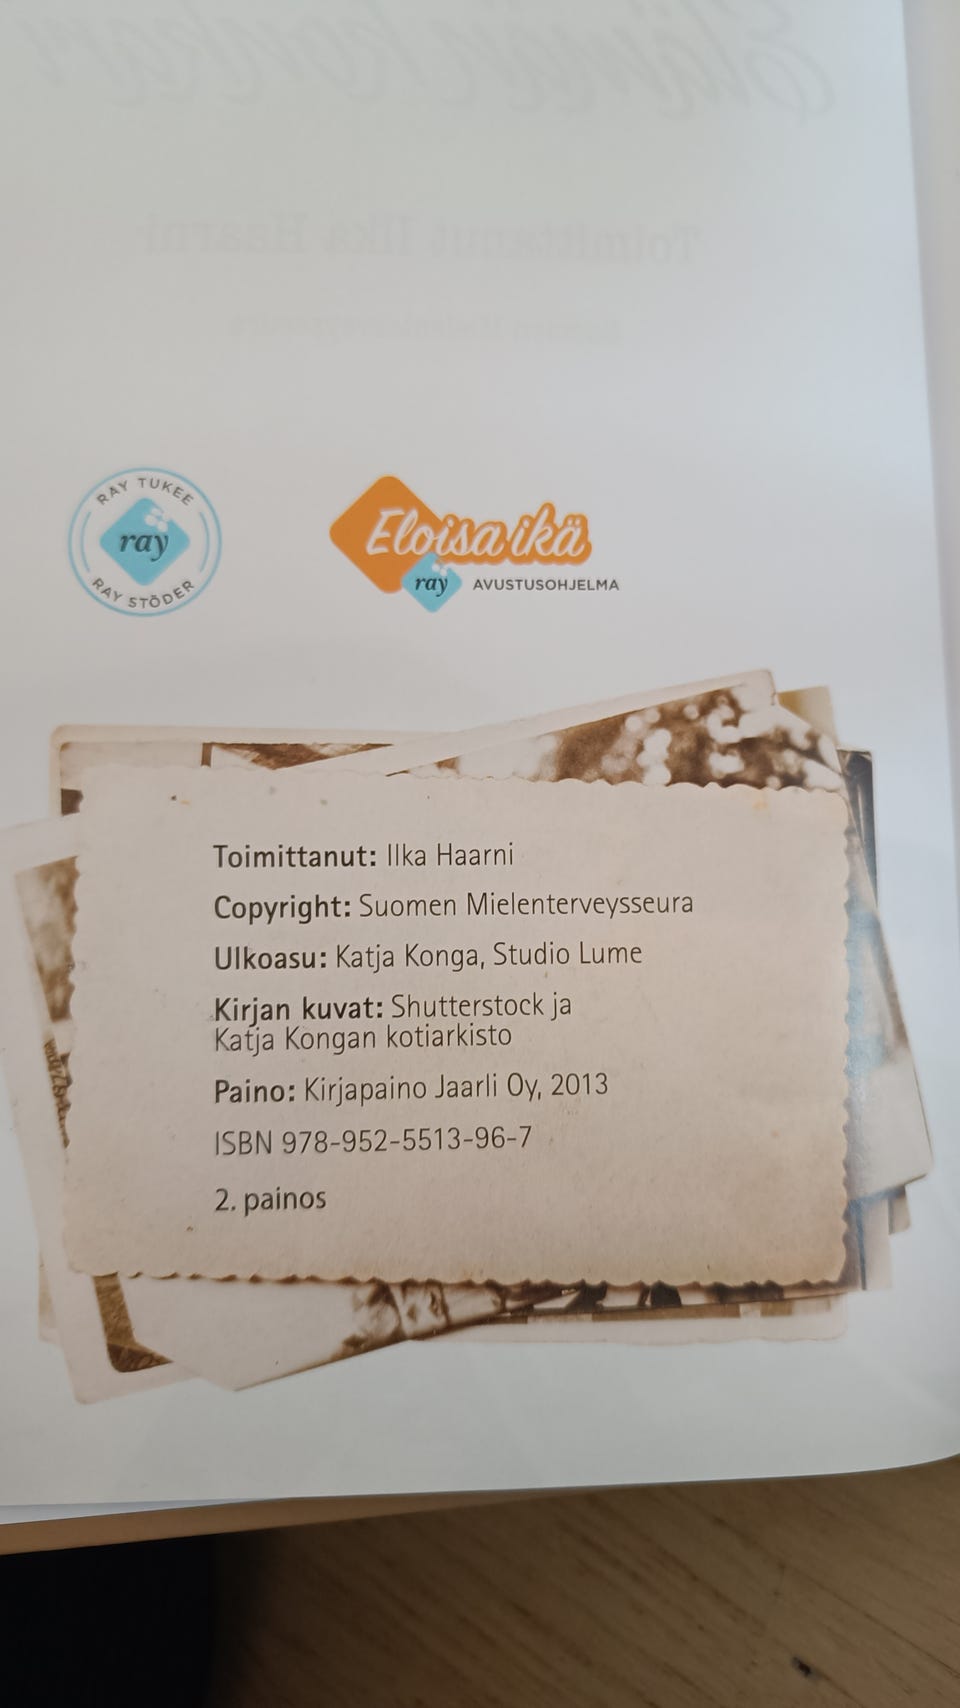 RAY TUKEE
ray
RAY STÖDER
Eloisa ikä
ray AVUSTUSOHJELMA
Toimittanut: Ilka Haarni
Copyright: Suomen Mielenterveysseura
Ulkoasu: Katja Konga, Studio Lume
Kirjan kuvat: Shutterstock ja
Katja Kongan kotiarkisto
Paino: Kirjapaino Jaarli Oy, 2013
ISBN 978-952-5513-96-7
2. painos